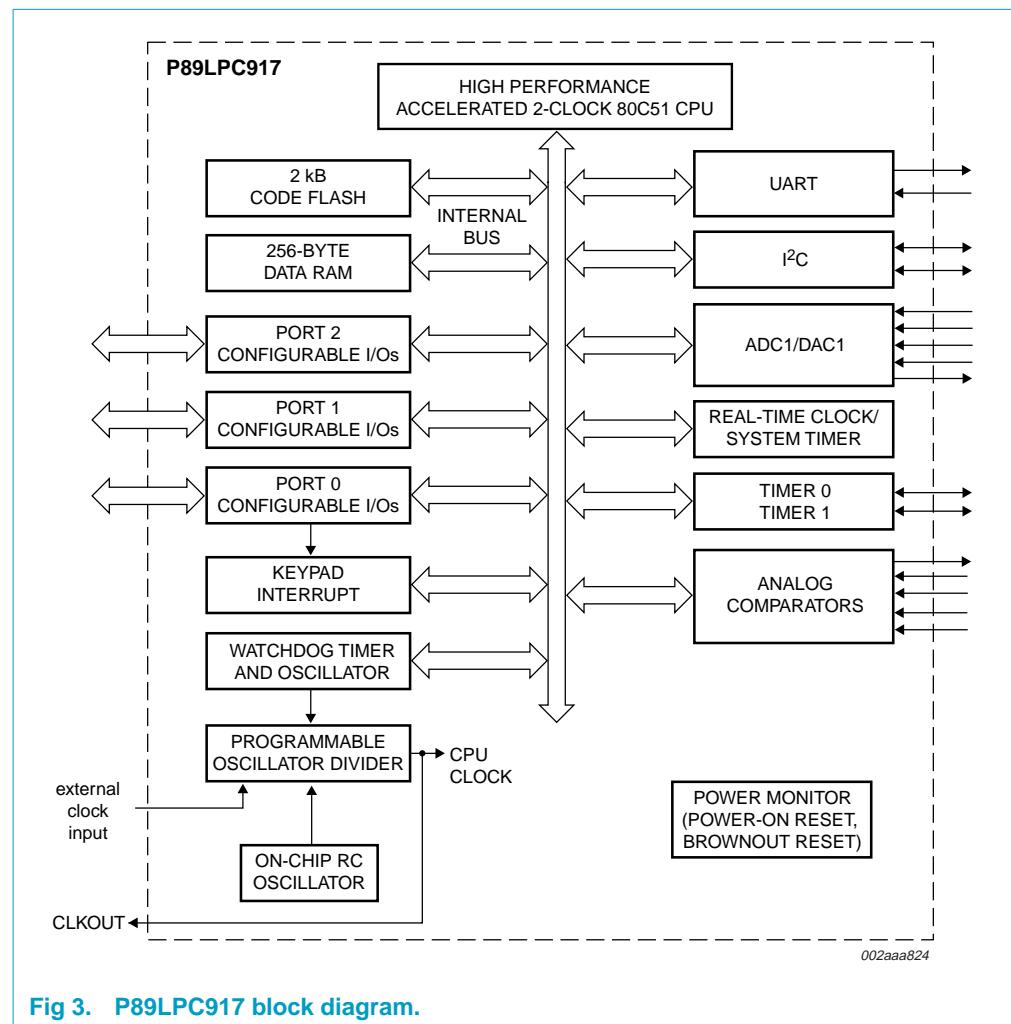 P89LPC917
HIGH PERFORMANCE
ACCELERATED 2-CLOCK 80C51 CPU
2 kB
CODE FLASH
INTERNAL
BUS
256-BYTE
DATA RAM
PORT 2
CONFIGURABLE I/Os
PORT 1
CONFIGURABLE I/Os
PORT 0
CONFIGURABLE I/Os
KEYPAD
INTERRUPT
WATCHDOG TIMER
AND OSCILLATOR
PROGRAMMABLE
OSCILLATOR DIVIDER
CPU
CLOCK
external
clock
input
ON-CHIP RC
OSCILLATOR
CLKOUT
UART
I²C
ADC1/DAC1
REAL-TIME CLOCK/
SYSTEM TIMER
TIMER 0
TIMER 1
ANALOG
COMPARATORS
POWER MONITOR
(POWER-ON RESET,
BROWNOUT RESET)
002aaa824
Fig 3. P89LPC917 block diagram.